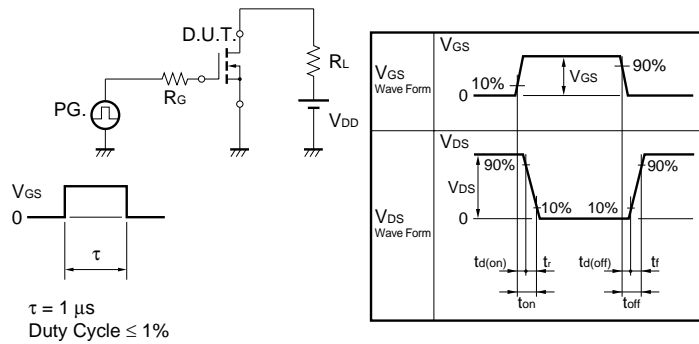 D.U.T.
RL
RG
PG.
VDD
VGS
0
τ
τ = 1 μs
Duty Cycle ≤ 1%
VGS
Wave Form
VGS
10%
0
VGS
90%
VDS
Wave Form
VDS
90%
VDS
0
10%
10%
90%
td(on)
tr
td(off)
tf
ton
toff